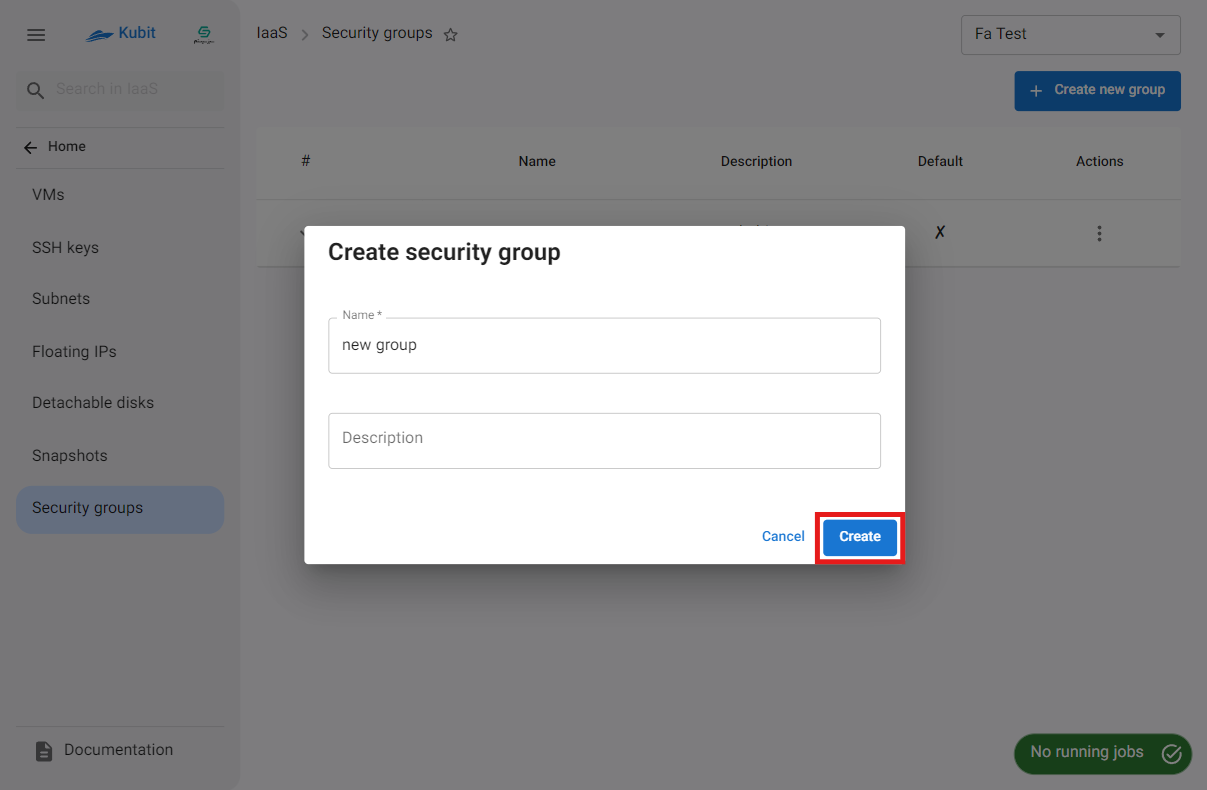 Kubit
IaaS
Security groups
Fa Test
Search in IaaS
Create new group
Home
# Name Description Default Actions
VMs
SSH keys
Subnets
Floating IPs
Detachable disks
Snapshots
Security groups
✗
Create security group
Name *
new group
Description
Cancel
Create
Documentation
No running jobs